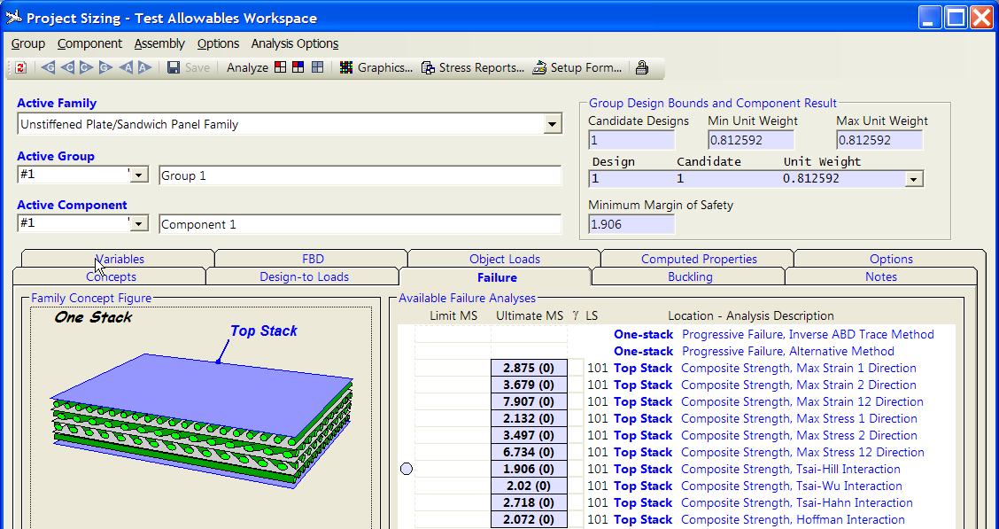 Project Sizing - Test Allowables Workspace
Group Component Assembly Options Analysis Options
Save Analyze Graphics... Stress Reports... Setup Form...
Active Family
Unstiffened Plate/Sandwich Panel Family
Active Group
#1 Group 1
Active Component
#1 Component 1
Group Design Bounds and Component Result
Candidate Designs Min Unit Weight Max Unit Weight
1 0.812592 0.812592
Design Candidate Unit Weight
1 1 0.812592
Minimum Margin of Safety
1.906
Variables FBD Object Loads Computed Properties Options
Concepts Design-to Loads Failure Buckling Notes
Family Concept Figure
One Stack
Top Stack
Available Failure Analyses
Limit MS Ultimate MS ? LS Location - Analysis Description
One-stack Progressive Failure, Inverse ABD Trace Method
One-stack Progressive Failure, Alternative Method
2.875 (0) 101 Top Stack Composite Strength, Max Strain 1 Direction
3.679 (0) 101 Top Stack Composite Strength, Max Strain 2 Direction
7.907 (0) 101 Top Stack Composite Strength, Max Strain 12 Direction
2.132 (0) 101 Top Stack Composite Strength, Max Stress 1 Direction
3.497 (0) 101 Top Stack Composite Strength, Max Stress 2 Direction
6.734 (0) 101 Top Stack Composite Strength, Max Stress 12 Direction
1.906 (0) 101 Top Stack Composite Strength, Tsai-Hill Interaction
2.02 (0) 101 Top Stack Composite Strength, Tsai-Wu Interaction
2.718 (0) 101 Top Stack Composite Strength, Tsai-Hahn Interaction
2.072 (0) 101 Top Stack Composite Strength, Hoffman Interaction